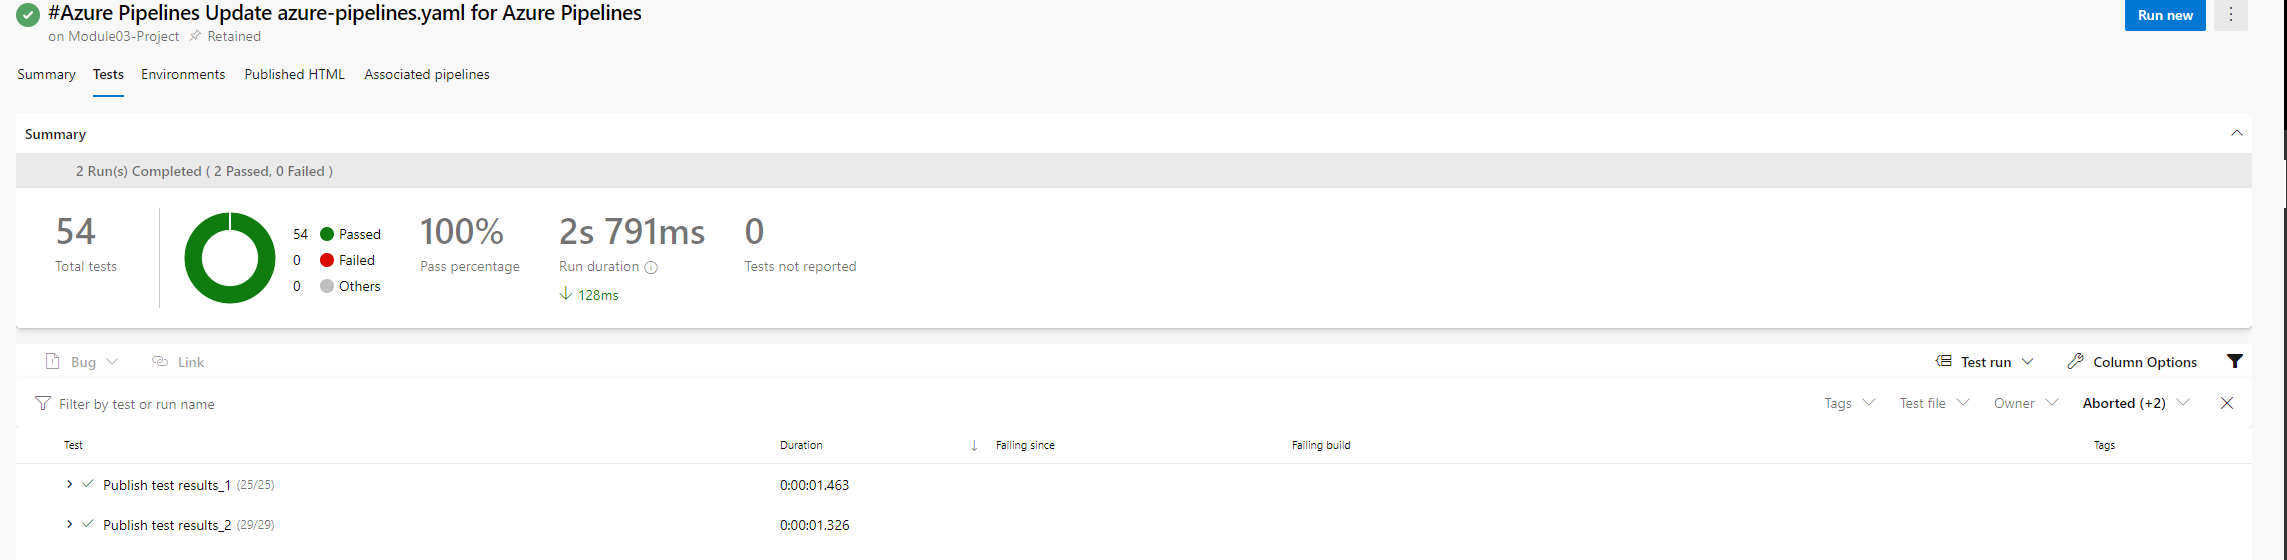 #Azure Pipelines Update azure-pipelines.yaml for Azure Pipelines
Run new
on Module03-Project Retained
Summary Tests Environments Published HTML Associated pipelines
Summary
2 Run(s) Completed ( 2 Passed, 0 Failed )
54
Total tests
54 Passed
0 Failed
0 Others
100%
Pass percentage
2s 791ms
Run duration
128ms
0
Tests not reported
Bug Link Test run Column Options
Filter by test or run name Tags Test file Owner Aborted (+2)
Test Duration Failing since Failing build Tags
Publish test results_1 (25/25) 0:00:01.463
Publish test results_2 (29/29) 0:00:01.326